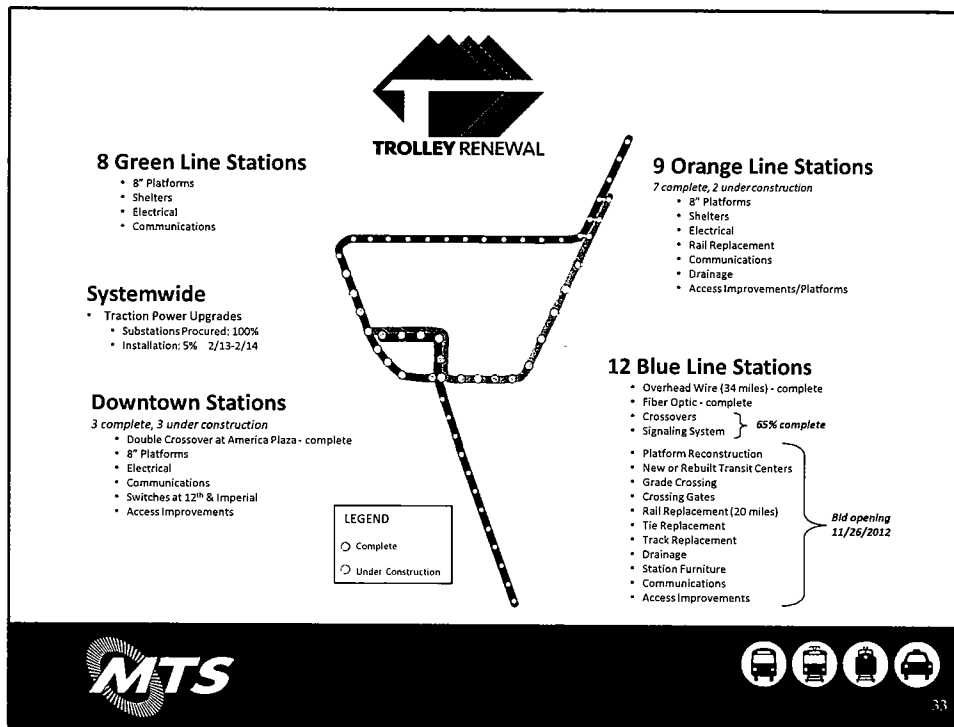 TROLLEY RENEWAL
8 Green Line Stations
• 8" Platforms
• Shelters
• Electrical
• Communications
Systemwide
• Traction Power Upgrades
• Substations Procured: 100%
• Installation: 5% 2/13-2/14
Downtown Stations
3 complete, 3 under construction
• Double Crossover at America Plaza - complete
• 8" Platforms
• Electrical
• Communications
• Switches at 12th & Imperial
• Access Improvements
LEGEND
Complete
Under Construction
9 Orange Line Stations
7 complete, 2 under construction
• 8" Platforms
• Shelters
• Electrical
• Rail Replacement
• Communications
• Drainage
• Access Improvements/Platforms
12 Blue Line Stations
• Overhead Wire (34 miles) - complete
• Fiber Optic - complete
• Crossovers
• Signaling System
65% complete
• Platform Reconstruction
• New or Rebuilt Transit Centers
• Grade Crossing
• Crossing Gates
• Rail Replacement (20 miles)
• Tie Replacement
• Track Replacement
• Drainage
• Station Furniture
• Communications
• Access Improvements
Bid opening
11/26/2012
MTS
33